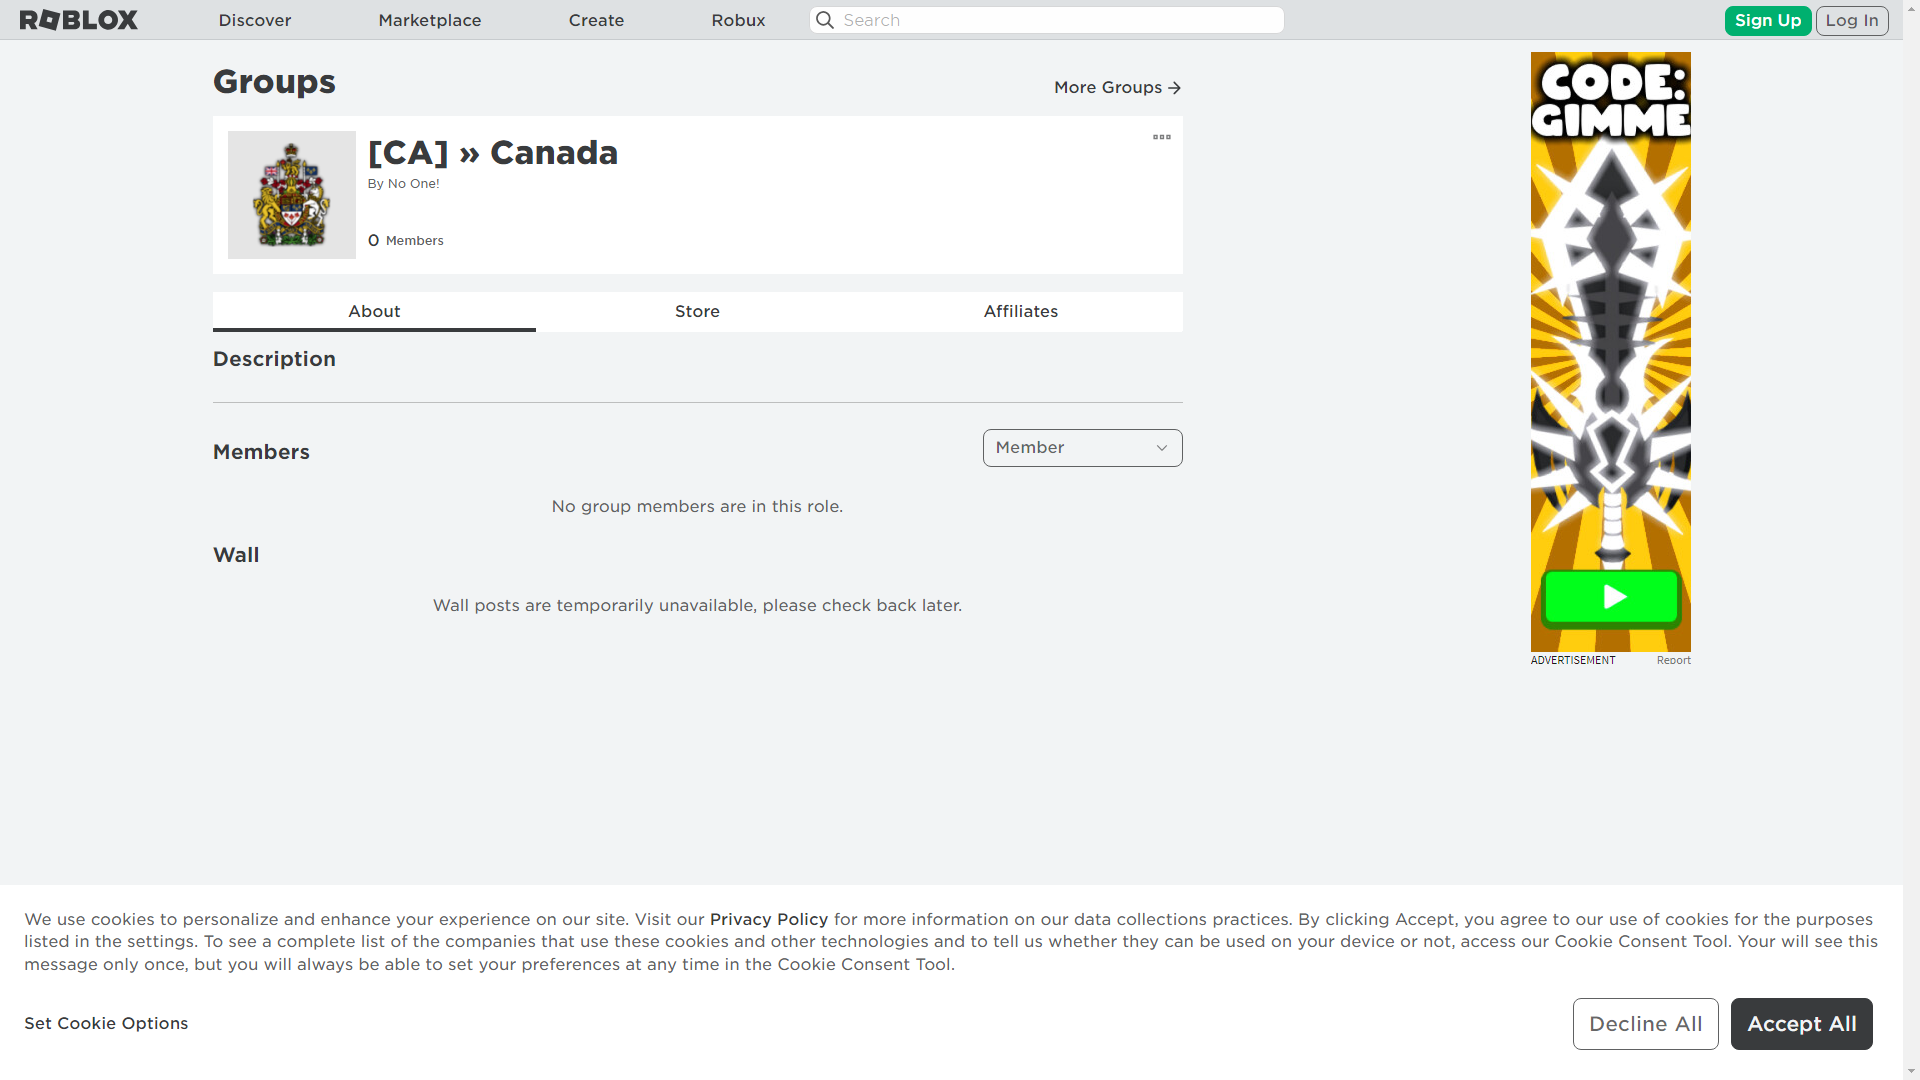 ROBLOX
Discover
Marketplace
Create
Robux
Search
Sign Up
Log In
Groups
More Groups
[CA] » Canada
By No One!
0 Members
About
Store
Affiliates
Description
Members
Member
No group members are in this role.
Wall
Wall posts are temporarily unavailable, please check back later.
CODE:
GIMME
ADVERTISEMENT
Report
We use cookies to personalize and enhance your experience on our site. Visit our Privacy Policy for more information on our data collections practices. By clicking Accept, you agree to our use of cookies for the purposes
listed in the settings. To see a complete list of the companies that use these cookies and other technologies and to tell us whether they can be used on your device or not, access our Cookie Consent Tool. Your will see this
message only once, but you will always be able to set your preferences at any time in the Cookie Consent Tool.
Set Cookie Options
Decline All
Accept All